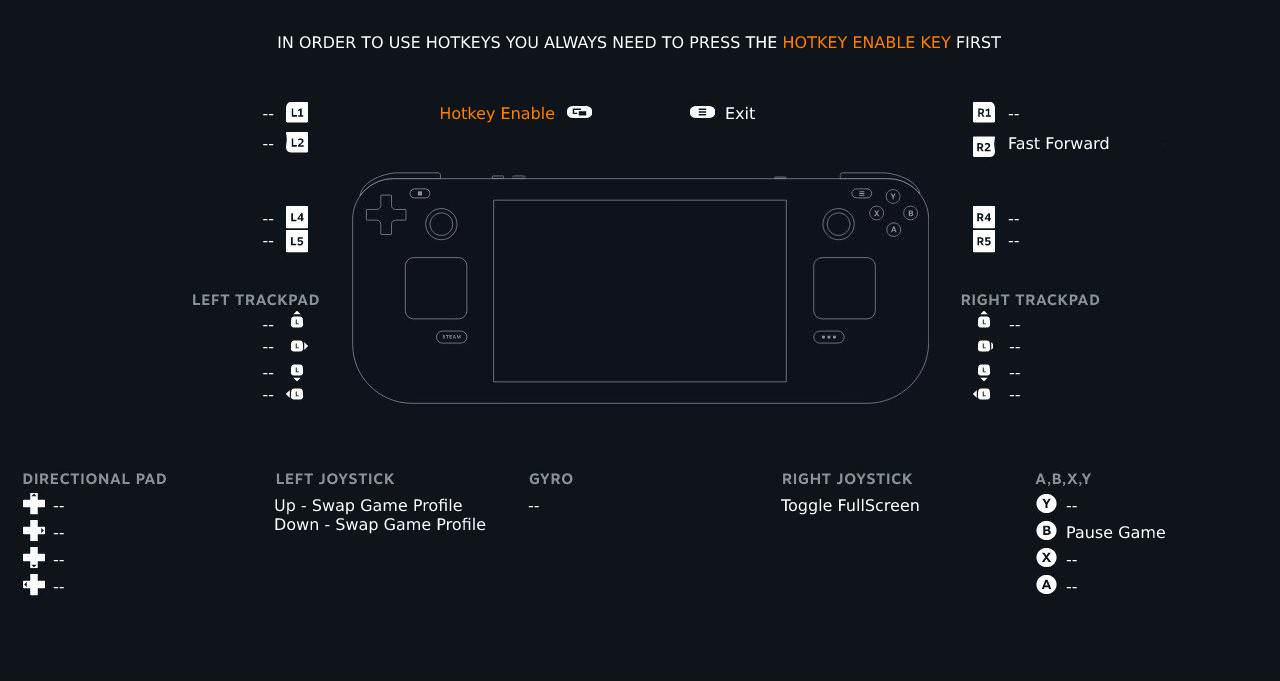 IN ORDER TO USE HOTKEYS YOU ALWAYS NEED TO PRESS THE HOTKEY ENABLE KEY FIRST
-- L1
Hotkey Enable
Exit
R1 --
-- L2
R2 Fast Forward
Y
X B
A
-- L4
R4 --
-- L5
R5 --
LEFT TRACKPAD
RIGHT TRACKPAD
-- L
L --
-- L
L --
-- L
L --
-- L
L --
STEAM
DIRECTIONAL PAD
--
--
--
--
LEFT JOYSTICK
Up - Swap Game Profile
Down - Swap Game Profile
GYRO
--
RIGHT JOYSTICK
Toggle FullScreen
A,B,X,Y
Y --
B Pause Game
X --
A --